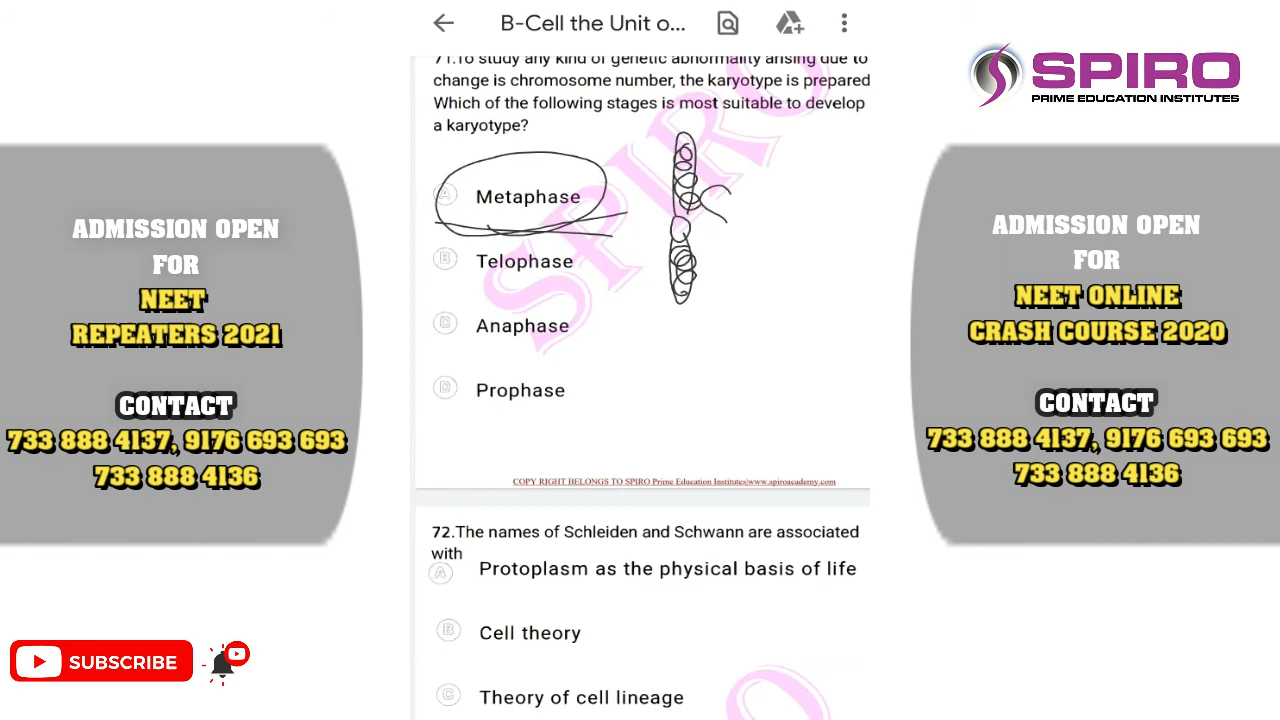 B-Cell the Unit o...
SPIRO
PRIME EDUCATION INSTITUTES
71.To study any kind of genetic abnormality arising due to
change is chromosome number, the karyotype is prepared
Which of the following stages is most suitable to develop
a karyotype?
A Metaphase
B Telophase
C Anaphase
D Prophase
SPIRO
COPY RIGHT BELONGS TO SPIRO Prime Education Institutes|www.spiroacademy.com
72.The names of Schleiden and Schwann are associated
with
A Protoplasm as the physical basis of life
B Cell theory
C Theory of cell lineage
ADMISSION OPEN
FOR
NEET
REPEATERS 2021
CONTACT
733 888 4137, 9176 693 693
733 888 4136
ADMISSION OPEN
FOR
NEET ONLINE
CRASH COURSE 2020
CONTACT
733 888 4137, 9176 693 693
733 888 4136
SUBSCRIBE